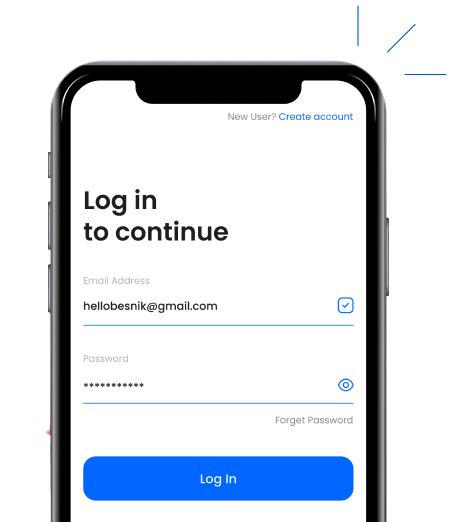 New User? Create account
Log in
to continue
Email Address
hellobesnik@gmail.com
Password
***********
Forget Password
Log In